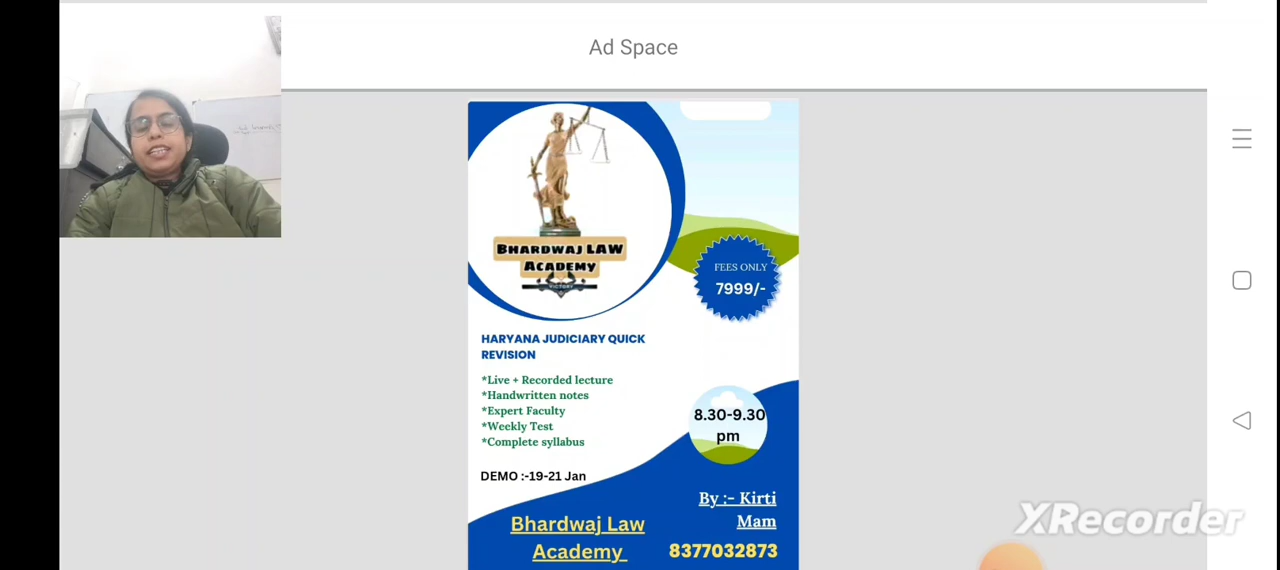 Ad Space
BHARDWAJ LAW
ACADEMY
VICTORY
FEES ONLY
7999/-
HARYANA JUDICIARY QUICK
REVISION
*Live + Recorded lecture
*Handwritten notes
*Expert Faculty
*Weekly Test
*Complete syllabus
8.30-9.30
pm
DEMO :-19-21 Jan
By :- Kirti
Mam
Bhardwaj Law
Academy
8377032873
XRecorder